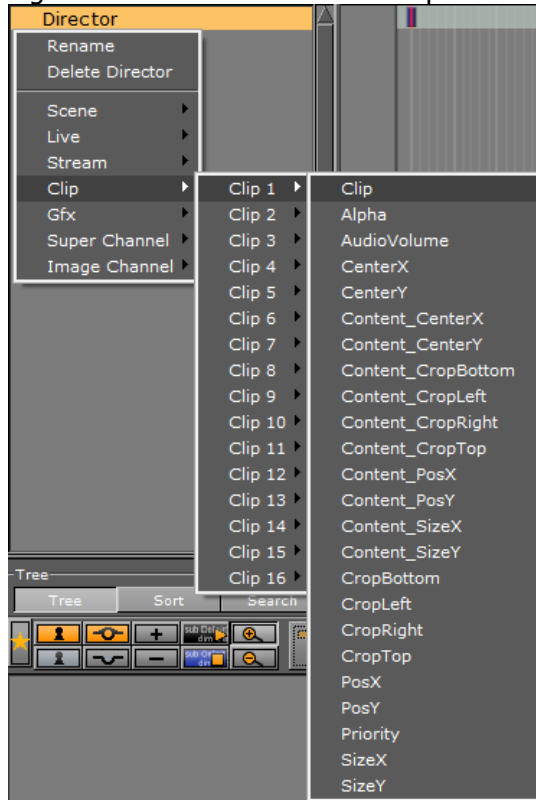 Director
Rename
Delete Director
Scene
Live
Stream
Clip
Gfx
Super Channel
Image Channel
Clip 1
Clip 2
Clip 3
Clip 4
Clip 5
Clip 6
Clip 7
Clip 8
Clip 9
Clip 10
Clip 11
Clip 12
Clip 13
Clip 14
Clip 15
Clip 16
Clip
Alpha
AudioVolume
CenterX
CenterY
Content_CenterX
Content_CenterY
Content_CropBottom
Content_CropLeft
Content_CropRight
Content_CropTop
Content_PosX
Content_PosY
Content_SizeX
Content_SizeY
CropBottom
CropLeft
CropRight
CropTop
PosX
PosY
Priority
SizeX
SizeY
Tree
Tree Sort Search